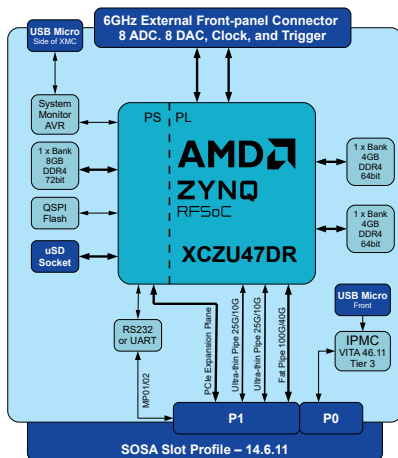 6GHz External Front-panel Connector
8 ADC. 8 DAC, Clock, and Trigger
USB Micro
Side of XMC
System
Monitor
AVR
1 x Bank
8GB
DDR4
72bit
QSPI
Flash
uSD
Socket
PS
PL
AMD
ZYNQ
RFSoC
XCZU47DR
1 x Bank
4GB
DDR4
64bit
1 x Bank
4GB
DDR4
64bit
USB Micro
Front
IPMC
VITA 46.11
Tier 3
RS232
or UART
MP01/02
PCIe Expansion Plane
Ultra-thin Pipe 25G/10G
Ultra-thin Pipe 25G/10G
Fat Pipe 100G/40G
P1
P0
SOSA Slot Profile – 14.6.11